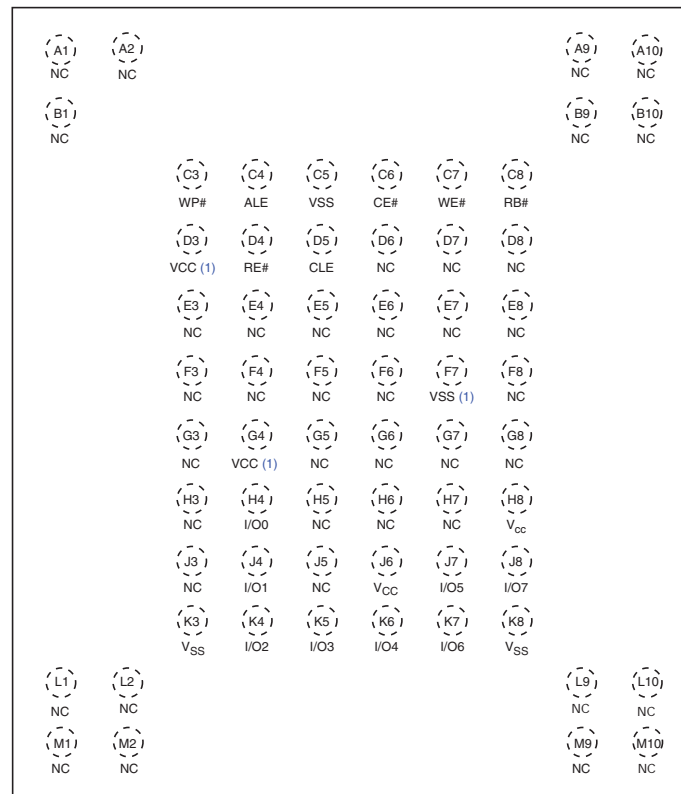 A1 A2 A9 A10
NC NC NC NC
B1 B9 B10
NC NC NC
C3 C4 C5 C6 C7 C8
WP# ALE VSS CE# WE# RB#
D3 D4 D5 D6 D7 D8
VCC (1) RE# CLE NC NC NC
E3 E4 E5 E6 E7 E8
NC NC NC NC NC NC
F3 F4 F5 F6 F7 F8
NC NC NC NC VSS (1) NC
G3 G4 G5 G6 G7 G8
NC VCC (1) NC NC NC NC
H3 H4 H5 H6 H7 H8
NC I/O0 NC NC NC Vcc
J3 J4 J5 J6 J7 J8
NC I/O1 NC VCC I/O5 I/O7
K3 K4 K5 K6 K7 K8
VSS I/O2 I/O3 I/O4 I/O6 VSS
L1 L2 L9 L10
NC NC NC NC
M1 M2 M9 M10
NC NC NC NC